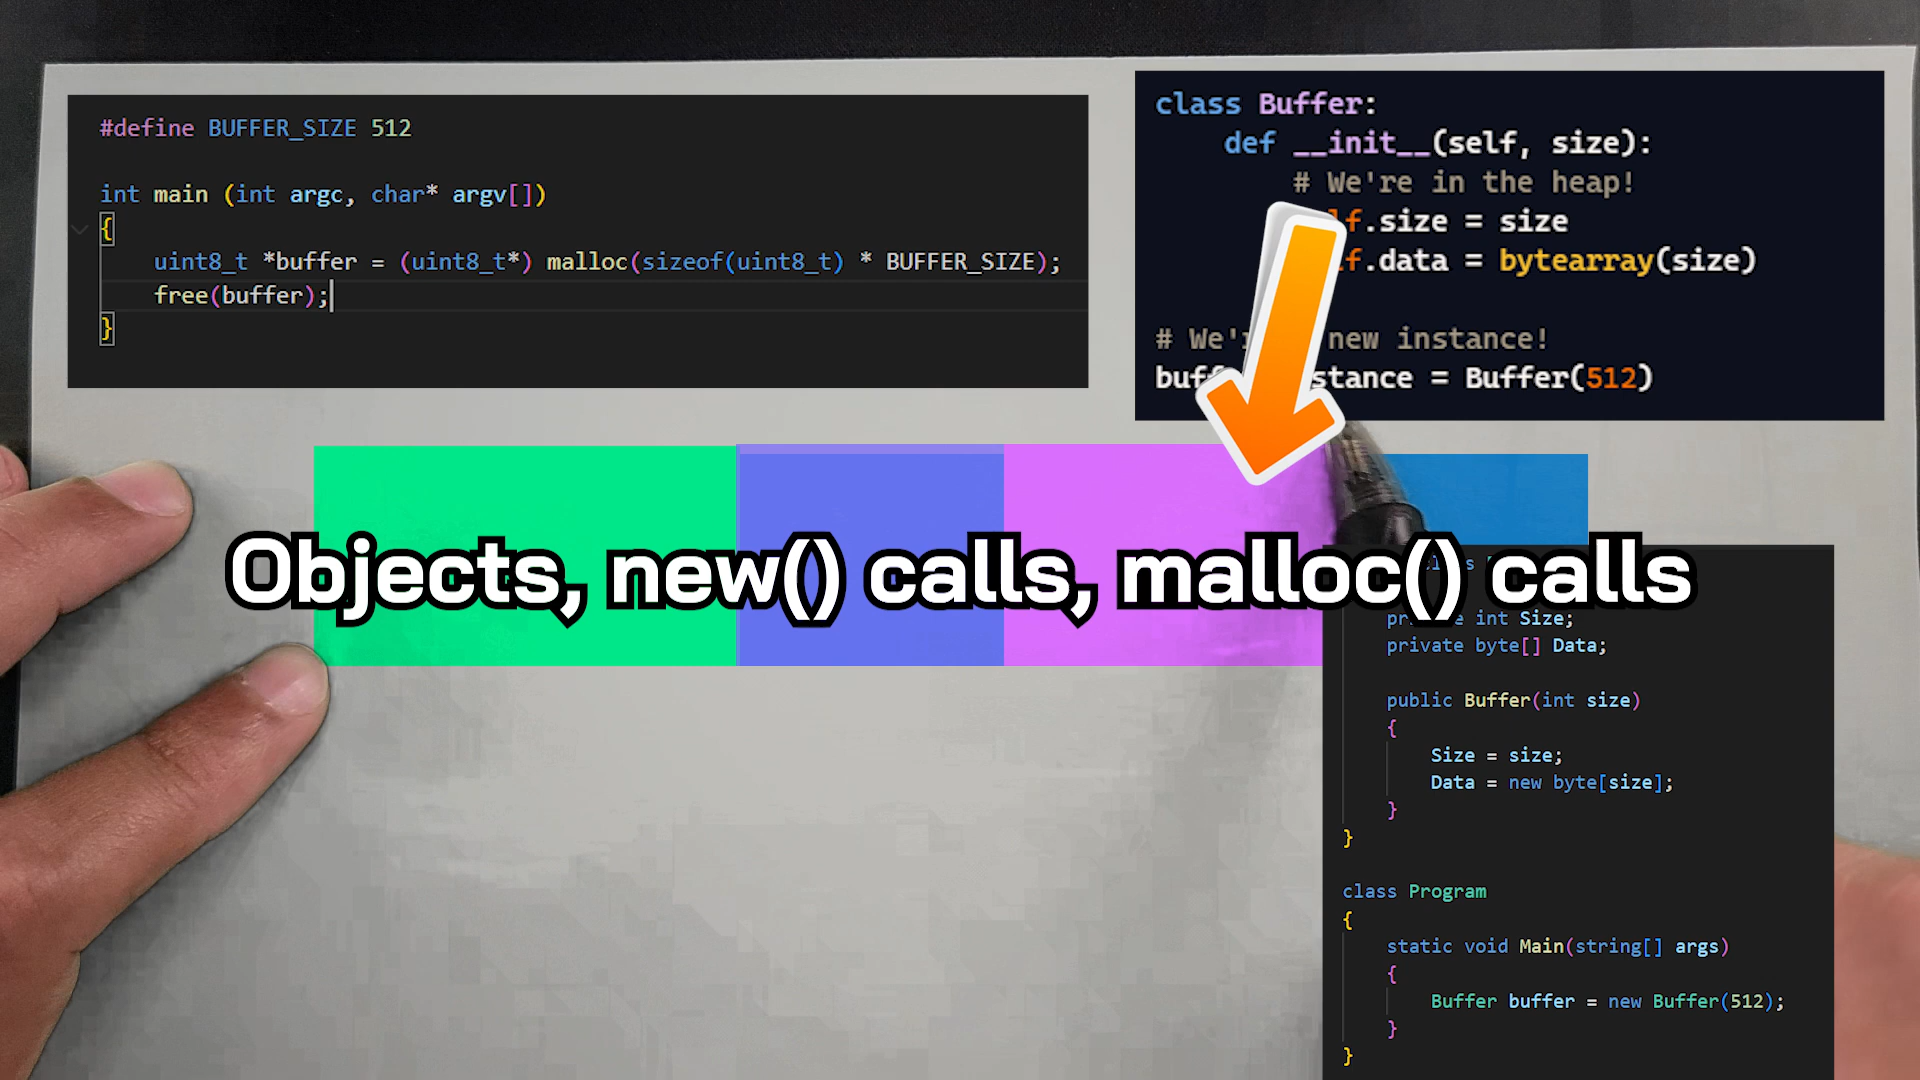 #define BUFFER_SIZE 512
int main (int argc, char* argv[])
{
uint8_t *buffer = (uint8_t*) malloc(sizeof(uint8_t) * BUFFER_SIZE);
free(buffer);
}
class Buffer:
def __init__(self, size):
# We're in the heap!
.size = size
.data = bytearray(size)
# new instance!
= Buffer(512)
Objects, new() calls, malloc() calls
int Size;
private byte[] Data;
public Buffer(int size)
{
Size = size;
Data = new byte[size];
}
}
class Program
{
static void Main(string[] args)
{
Buffer buffer = new Buffer(512);
}
}